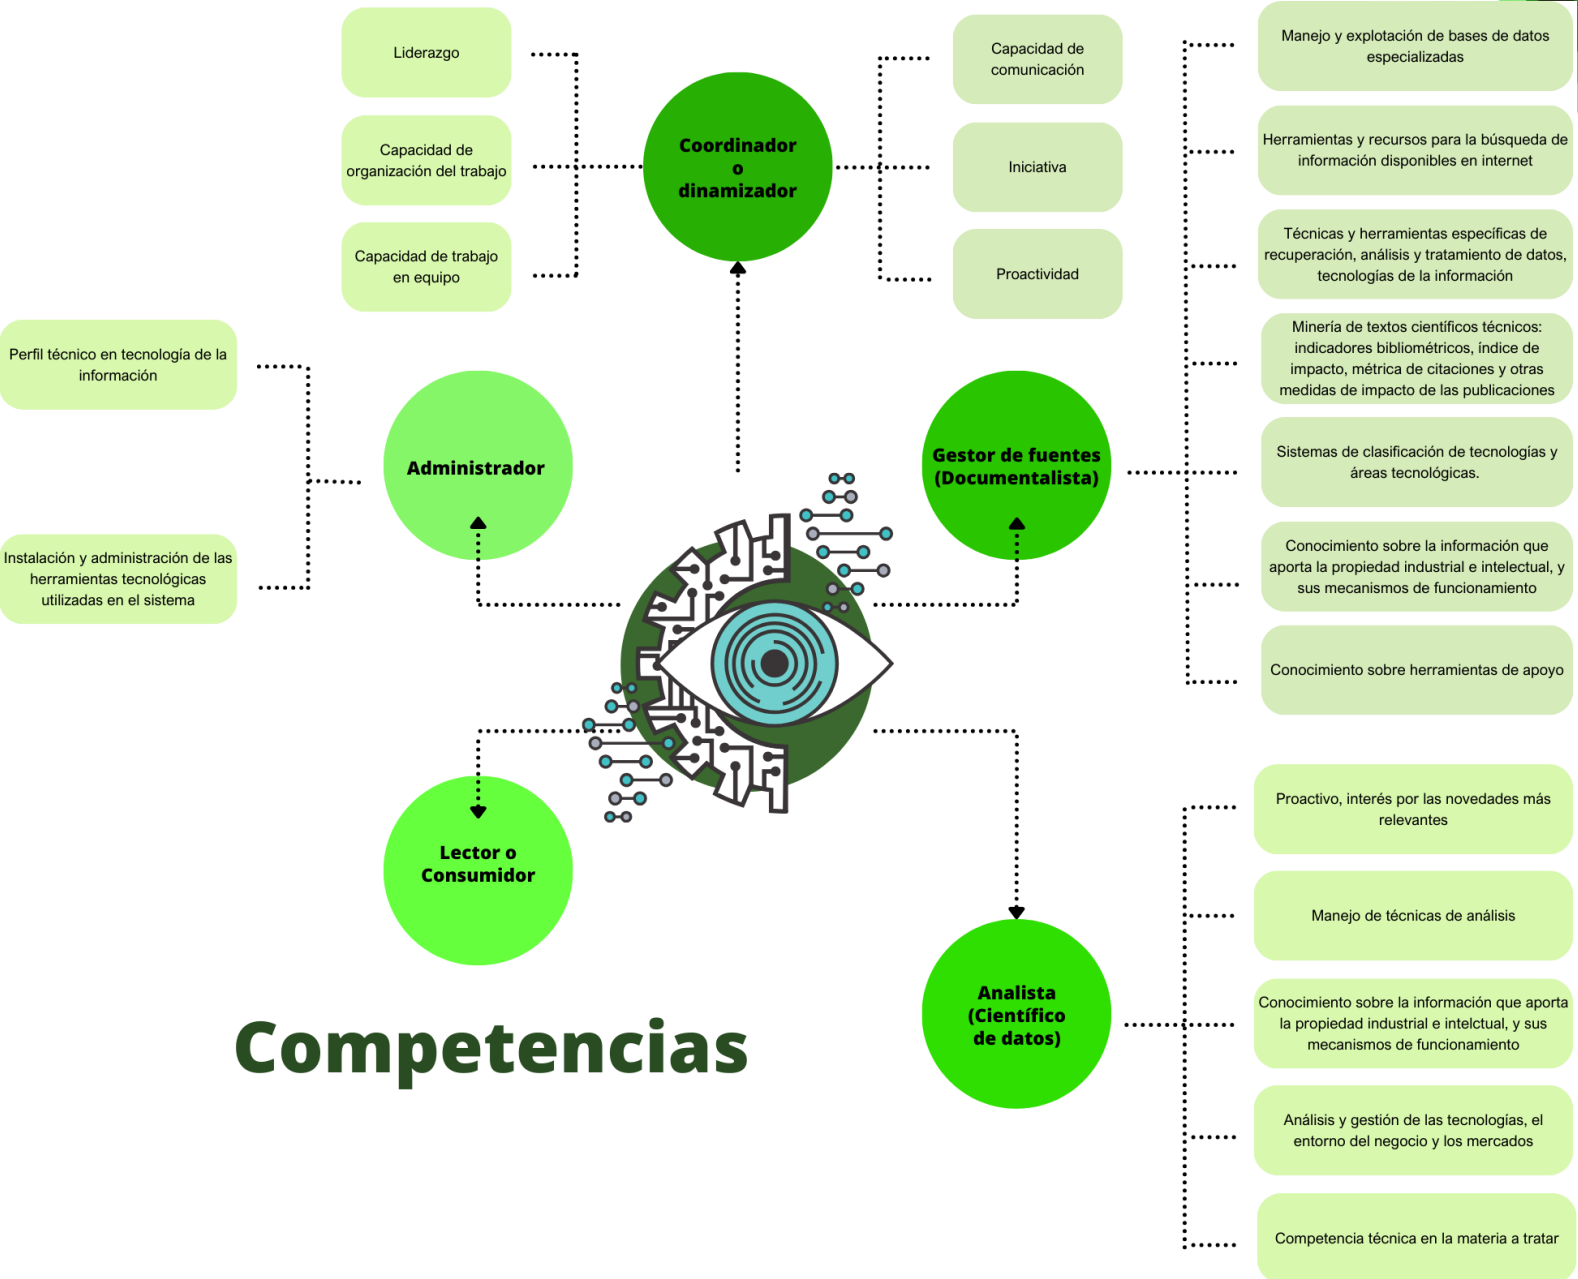 Liderazgo
Capacidad de
organización del trabajo
Capacidad de trabajo
en equipo
Coordinador
o
dinamizador
Capacidad de
comunicación
Iniciativa
Proactividad
Perfil técnico en tecnología de la
información
Instalación y administración de las
herramientas tecnológicas
utilizadas en el sistema
Administrador
Gestor de fuentes
(Documentalista)
Manejo y explotación de bases de datos
especializadas
Herramientas y recursos para la búsqueda de
información disponibles en internet
Técnicas y herramientas específicas de
recuperación, análisis y tratamiento de datos,
tecnologías de la información
Minería de textos científicos técnicos:
indicadores bibliométricos, índice de
impacto, métrica de citaciones y otras
medidas de impacto de las publicaciones
Sistemas de clasificación de tecnologías y
áreas tecnológicas.
Conocimiento sobre la información que
aporta la propiedad industrial e intelectual, y
sus mecanismos de funcionamiento
Conocimiento sobre herramientas de apoyo
Lector o
Consumidor
Analista
(Científico
de datos)
Proactivo, interés por las novedades más
relevantes
Manejo de técnicas de análisis
Conocimiento sobre la información que aporta
la propiedad industrial e intelctual, y sus
mecanismos de funcionamiento
Análisis y gestión de las tecnologías, el
entorno del negocio y los mercados
Competencia técnica en la materia a tratar
Competencias